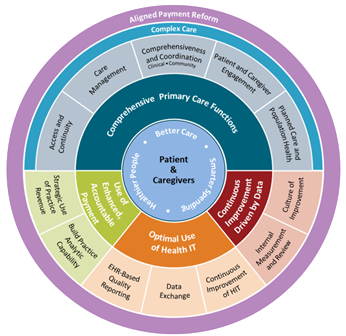 Aligned Payment Reform
Complex Care
Access and
Continuity
Care
Management
Comprehensiveness
and Coordination
Clinical • Community
Patient and Caregiver
Engagement
Planned Care and
Population Health
Comprehensive Primary Care Functions
Better Care
Healthier People
Smarter Spending
Patient
&
Caregivers
Use of
Enhanced,
Accountable
Payment
Strategic Use
of Practice
Revenue
Build Practice
Analytic
Capability
Optimal Use
of Health IT
EHR-Based
Quality
Reporting
Data
Exchange
Continuous
Improvement
of HIT
Continuous
Improvement
Driven by Data
Culture of
Improvement
Internal
Measurement
and Review